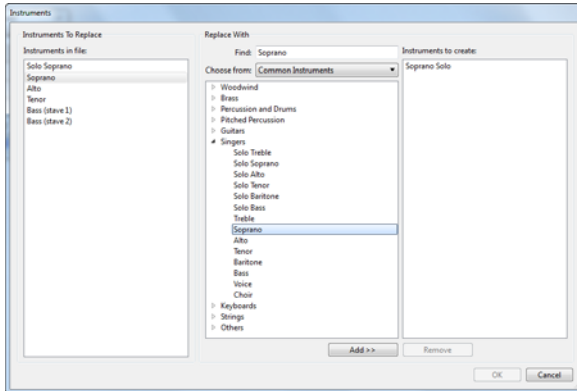 Instruments
Instruments To Replace
Instruments in file:
Solo Soprano
Soprano
Alto
Tenor
Bass (stave 1)
Bass (stave 2)
Replace With
Find: Soprano
Choose from: Common Instruments
Woodwind
Brass
Percussion and Drums
Pitched Percussion
Guitars
Singers
Solo Treble
Solo Soprano
Solo Alto
Solo Tenor
Solo Baritone
Solo Bass
Treble
Soprano
Alto
Tenor
Baritone
Bass
Voice
Choir
Keyboards
Strings
Others
Add >>
Instruments to create:
Soprano Solo
Remove
OK
Cancel